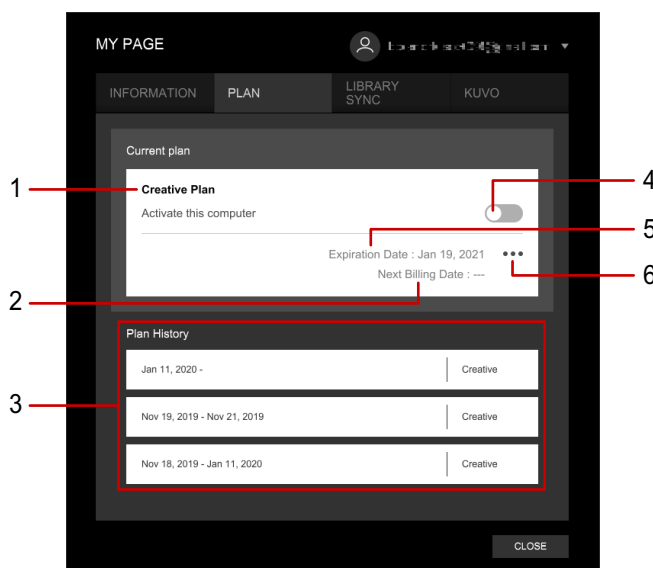 MY PAGE
INFORMATION
PLAN
LIBRARY
SYNC
KUVO
Current plan
1
Creative Plan
4
Activate this computer
5
Expiration Date : Jan 19, 2021
6
Next Billing Date : ---
2
Plan History
Jan 11, 2020 -
Creative
3
Nov 19, 2019 - Nov 21, 2019
Creative
Nov 18, 2019 - Jan 11, 2020
Creative
CLOSE